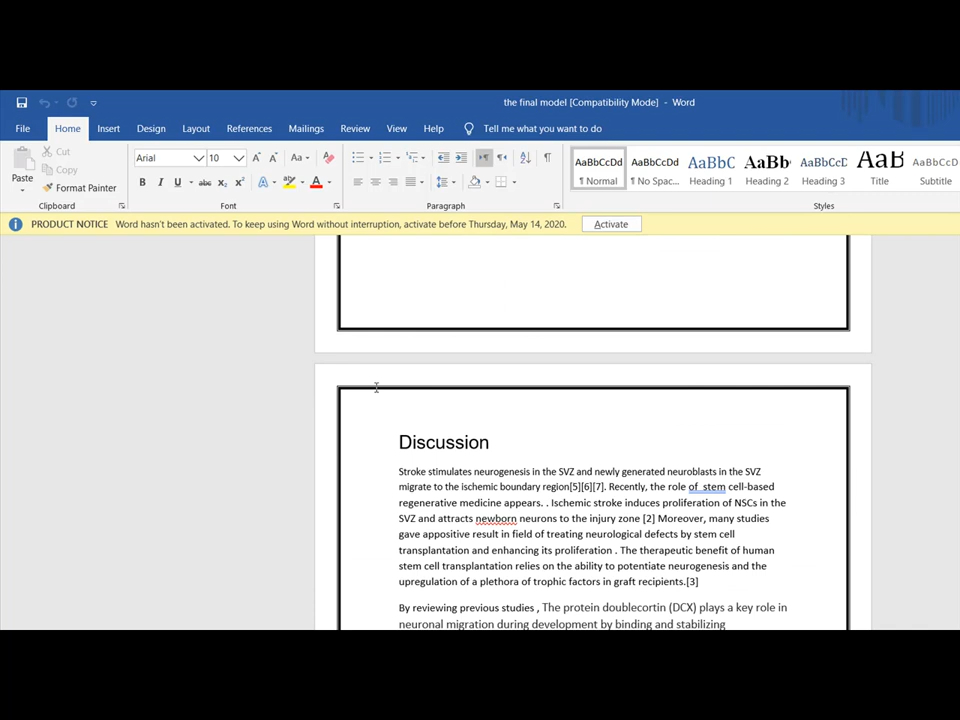 the final model [Compatibility Mode] - Word
File Home Insert Design Layout References Mailings Review View Help Tell me what you want to do
Paste
Cut
Copy
Format Painter
Clipboard
Arial 10
Font
Paragraph
AaBbCcDd AaBbCcDd AaBbC AaBb AaBbCcD AaB AaBbCcD
¶ Normal ¶ No Spac... Heading 1 Heading 2 Heading 3 Title Subtitle
Styles
PRODUCT NOTICE Word hasn't been activated. To keep using Word without interruption, activate before Thursday, May 14, 2020. Activate
Discussion
Stroke stimulates neurogenesis in the SVZ and newly generated neuroblasts in the SVZ
migrate to the ischemic boundary region[5][6][7]. Recently, the role of stem cell-based
regenerative medicine appears. . Ischemic stroke induces proliferation of NSCs in the
SVZ and attracts newborn neurons to the injury zone [2] Moreover, many studies
gave appositive result in field of treating neurological defects by stem cell
transplantation and enhancing its proliferation . The therapeutic benefit of human
stem cell transplantation relies on the ability to potentiate neurogenesis and the
upregulation of a plethora of trophic factors in graft recipients.[3]
By reviewing previous studies , The protein doublecortin (DCX) plays a key role in
neuronal migration during development by binding and stabilizing